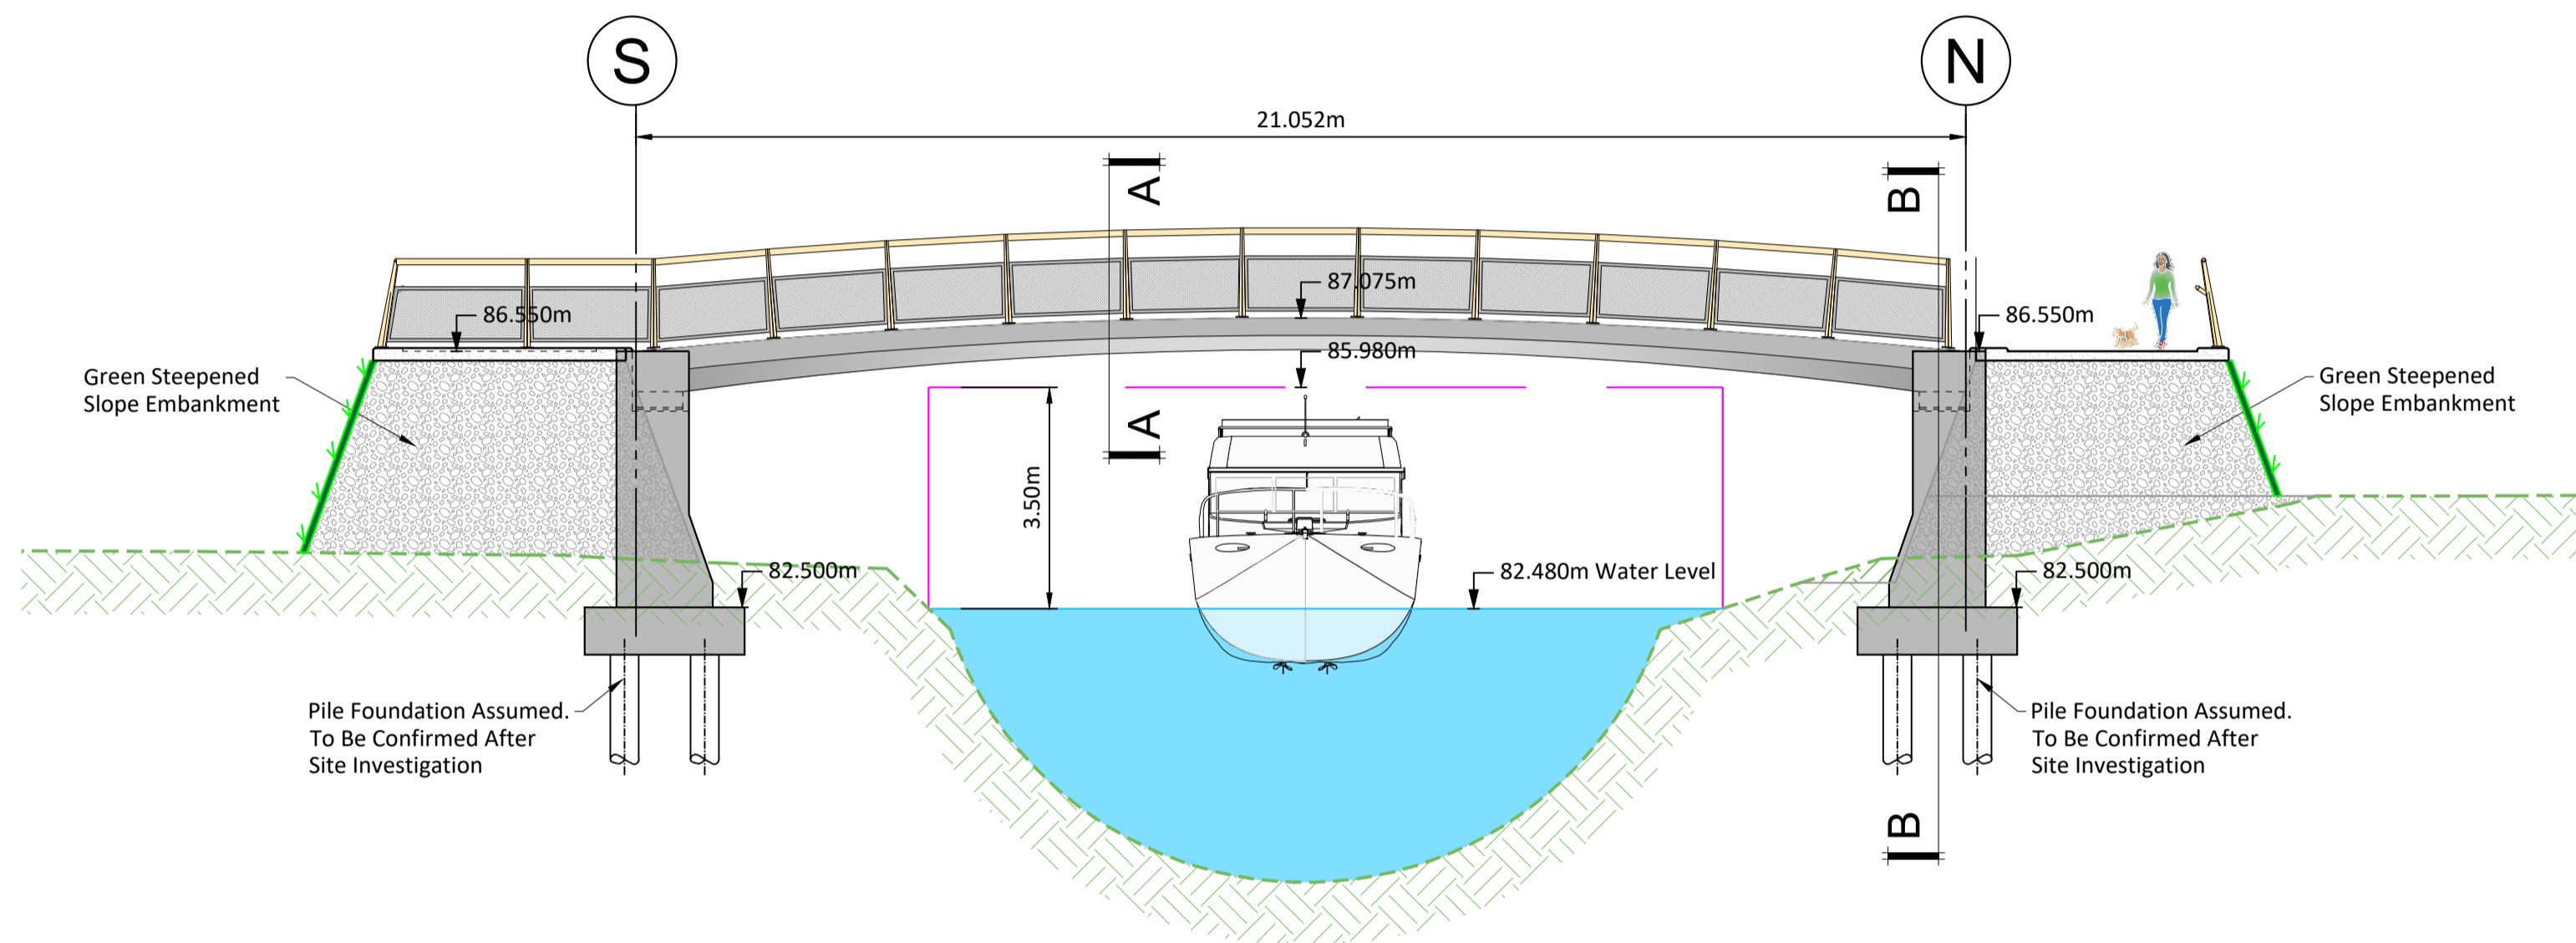 S
N
21.052m
A
B
87.075m
86.550m
86.550m
85.980m
Green Steepened
Slope Embankment
Green Steepened
Slope Embankment
A
3.50m
82.500m
82.480m Water Level
82.500m
Pile Foundation Assumed.
To Be Confirmed After
Site Investigation
Pile Foundation Assumed.
To Be Confirmed After
Site Investigation
B